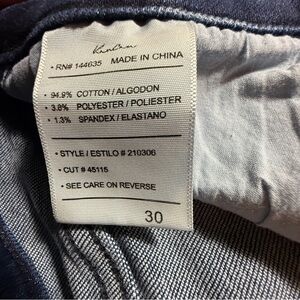 KanCan
• RN# 144635 MADE IN CHINA
• 94.9% COTTON / ALGODON
• 3.8% POLYESTER / POLIESTER
• 1.3% SPANDEX / ELASTANO
• STYLE / ESTILO # 210306
• CUT # 45115
• SEE CARE ON REVERSE
30